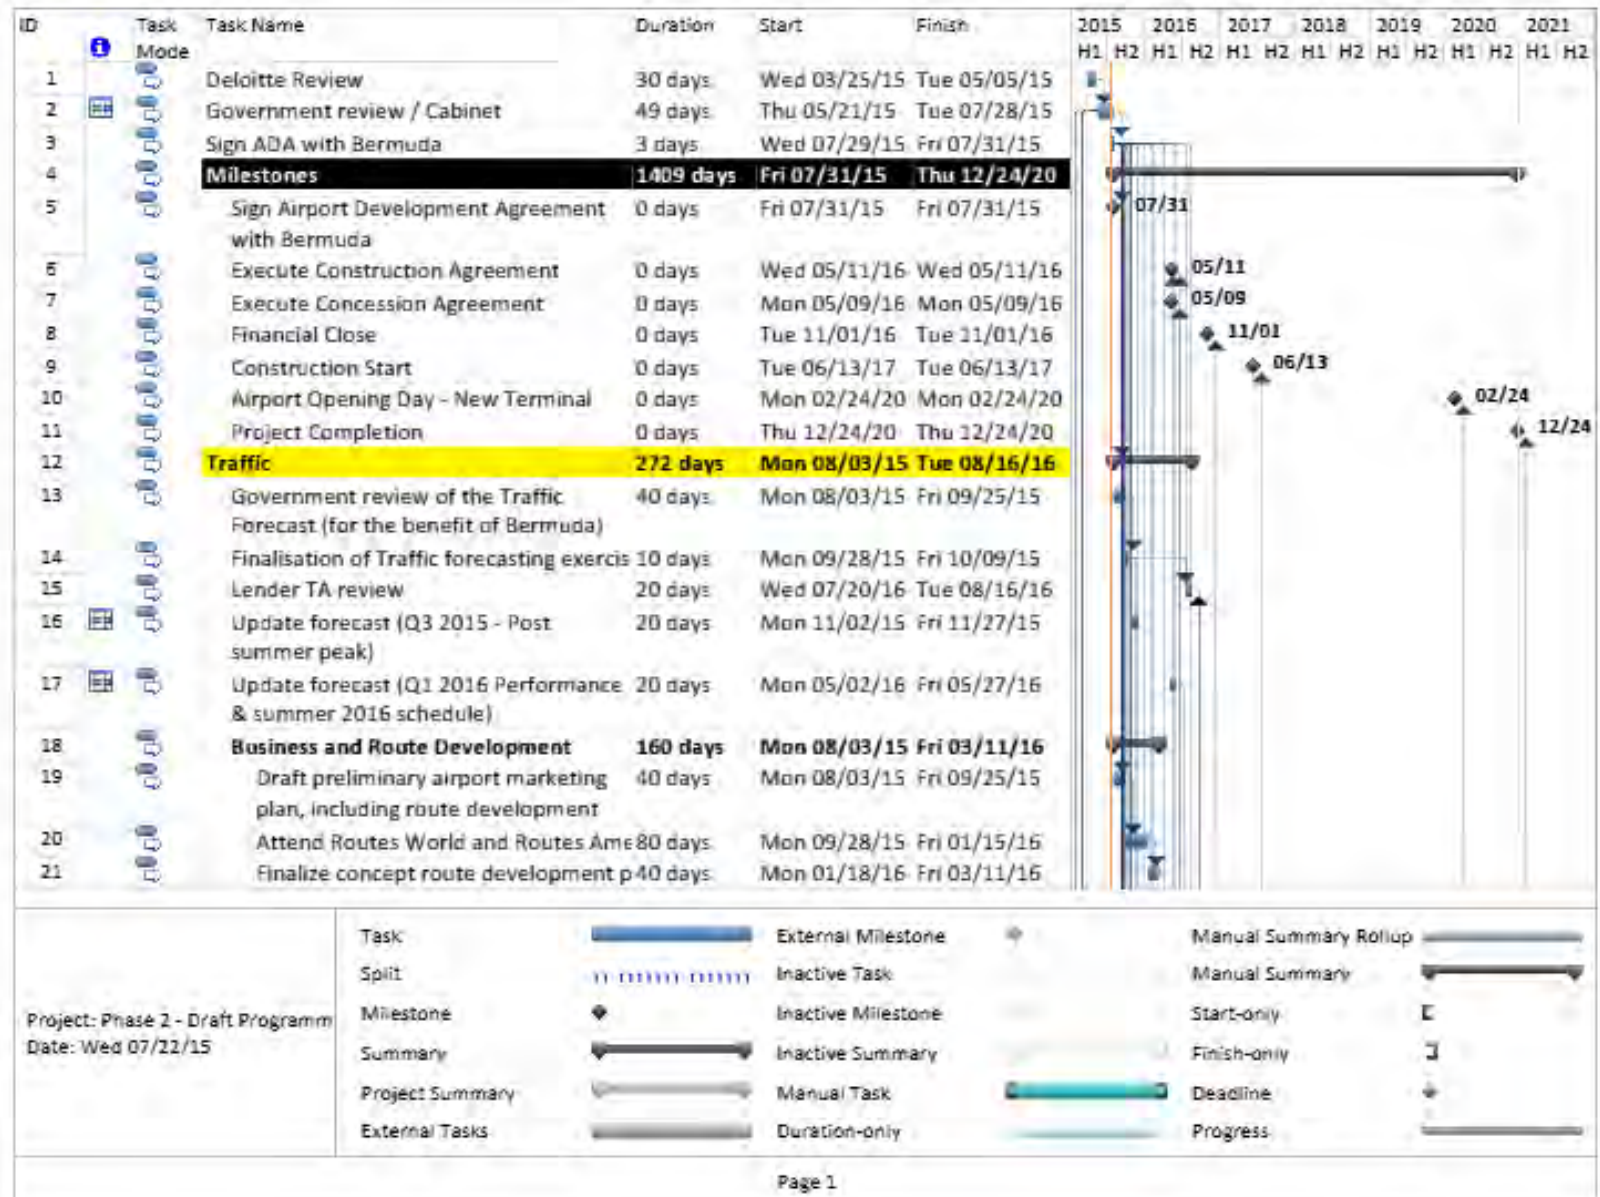 ID Task Task Name Duration Start Finish 2015 2016 2017 2018 2019 2020 2021
Mode H1 H2 H1 H2 H1 H2 H1 H2 H1 H2 H1 H2 H1 H2
1 Deloitte Review 30 days Wed 03/25/15 Tue 05/05/15
2 Government review / Cabinet 49 days Thu 05/21/15 Tue 07/28/15
3 Sign ADA with Bermuda 3 days Wed 07/29/15 Fri 07/31/15
4 Milestones 1409 days Fri 07/31/15 Thu 12/24/20
5 Sign Airport Development Agreement 0 days Fri 07/31/15 Fri 07/31/15 07/31
with Bermuda
6 Execute Construction Agreement 0 days Wed 05/11/16 Wed 05/11/16 05/11
7 Execute Concession Agreement 0 days Mon 05/09/16 Mon 05/09/16 05/09
8 Financial Close 0 days Tue 11/01/16 Tue 11/01/16 11/01
9 Construction Start 0 days Tue 06/13/17 Tue 06/13/17 06/13
10 Airport Opening Day - New Terminal 0 days Mon 02/24/20 Mon 02/24/20 02/24
11 Project Completion 0 days Thu 12/24/20 Thu 12/24/20 12/24
12 Traffic 272 days Mon 08/03/15 Tue 08/16/16
13 Government review of the Traffic 40 days Mon 08/03/15 Fri 09/25/15
Forecast (for the benefit of Bermuda)
14 Finalisation of Traffic forecasting exercis 10 days Mon 09/28/15 Fri 10/09/15
15 Lender TA review 20 days Wed 07/20/16 Tue 08/16/16
16 Update forecast (Q3 2015 - Post 20 days Mon 11/02/15 Fri 11/27/15
summer peak)
17 Update forecast (Q1 2016 Performance 20 days Mon 05/02/16 Fri 05/27/16
& summer 2016 schedule)
18 Business and Route Development 160 days Mon 08/03/15 Fri 03/11/16
19 Draft preliminary airport marketing 40 days Mon 08/03/15 Fri 09/25/15
plan, including route development
20 Attend Routes World and Routes Ame 80 days Mon 09/28/15 Fri 01/15/16
21 Finalize concept route development p 40 days Mon 01/18/16 Fri 03/11/16
Project: Phase 2 - Draft Programm
Date: Wed 07/22/15
Task External Milestone Manual Summary Rollup
Split Inactive Task Manual Summary
Milestone Inactive Milestone Start-only
Summary Inactive Summary Finish-only
Project Summary Manual Task Deadline
External Tasks Duration-only Progress
Page 1